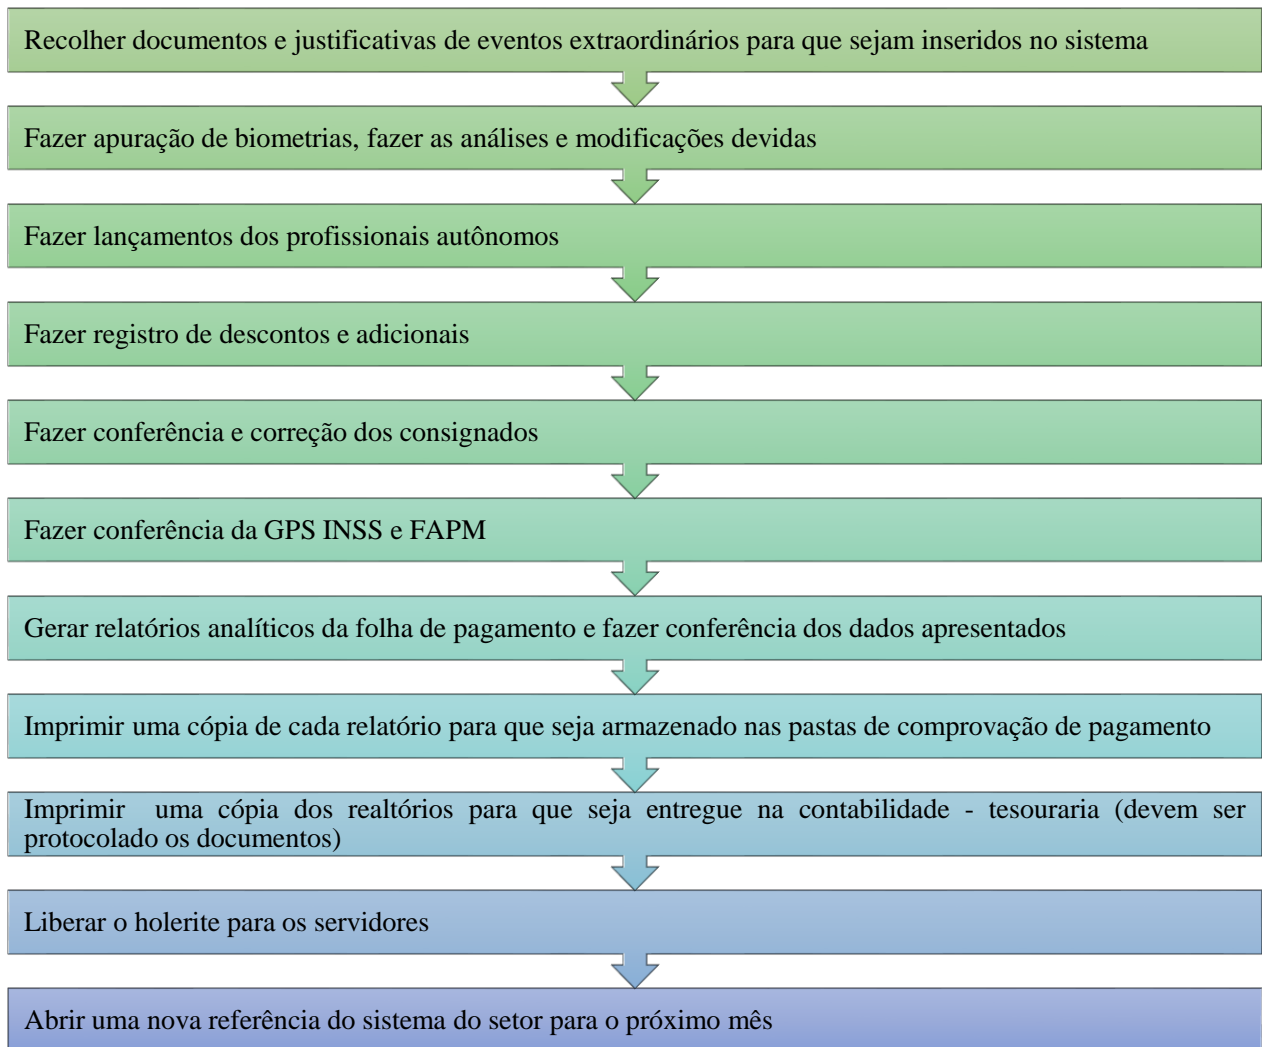 Recolher documentos e justificativas de eventos extraordinários para que sejam inseridos no sistema
Fazer apuração de biometrias, fazer as análises e modificações devidas
Fazer lançamentos dos profissionais autônomos
Fazer registro de descontos e adicionais
Fazer conferência e correção dos consignados
Fazer conferência da GPS INSS e FAPM
Gerar relatórios analíticos da folha de pagamento e fazer conferência dos dados apresentados
Imprimir uma cópia de cada relatório para que seja armazenado nas pastas de comprovação de pagamento
Imprimir uma cópia dos realtórios para que seja entregue na contabilidade - tesouraria (devem ser
protocolado os documentos)
Liberar o holerite para os servidores
Abrir uma nova referência do sistema do setor para o próximo mês